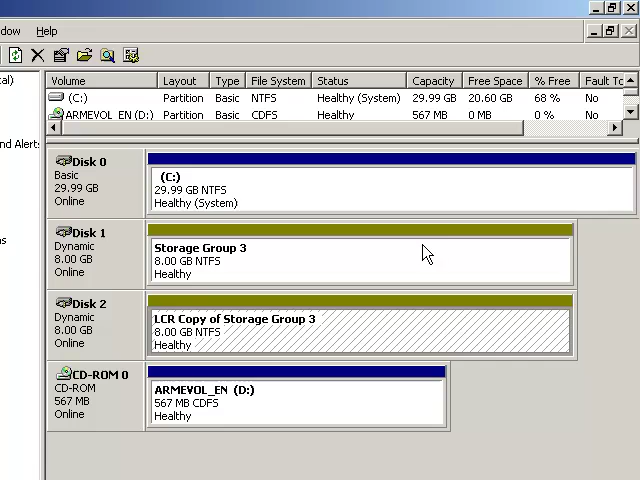 dow Help
al)
nd Alerts
s
Volume Layout Type File System Status Capacity Free Space % Free Fault To
(C:) Partition Basic NTFS Healthy (System) 29.99 GB 20.60 GB 68 % No
ARMEVOL_EN (D:) Partition Basic CDFS Healthy 567 MB 0 MB 0 % No
Disk 0
Basic
29.99 GB
Online
(C:)
29.99 GB NTFS
Healthy (System)
Disk 1
Dynamic
8.00 GB
Online
Storage Group 3
8.00 GB NTFS
Healthy
Disk 2
Dynamic
8.00 GB
Online
LCR Copy of Storage Group 3
8.00 GB NTFS
Healthy
CD-ROM 0
CD-ROM
567 MB
Online
ARMEVOL_EN (D:)
567 MB CDFS
Healthy